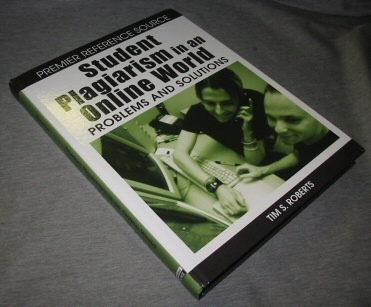 PREMIER REFERENCE SOURCE
Student
Plagiarism in an
Online World
PROBLEMS AND SOLUTIONS
TIM S. ROBERTS